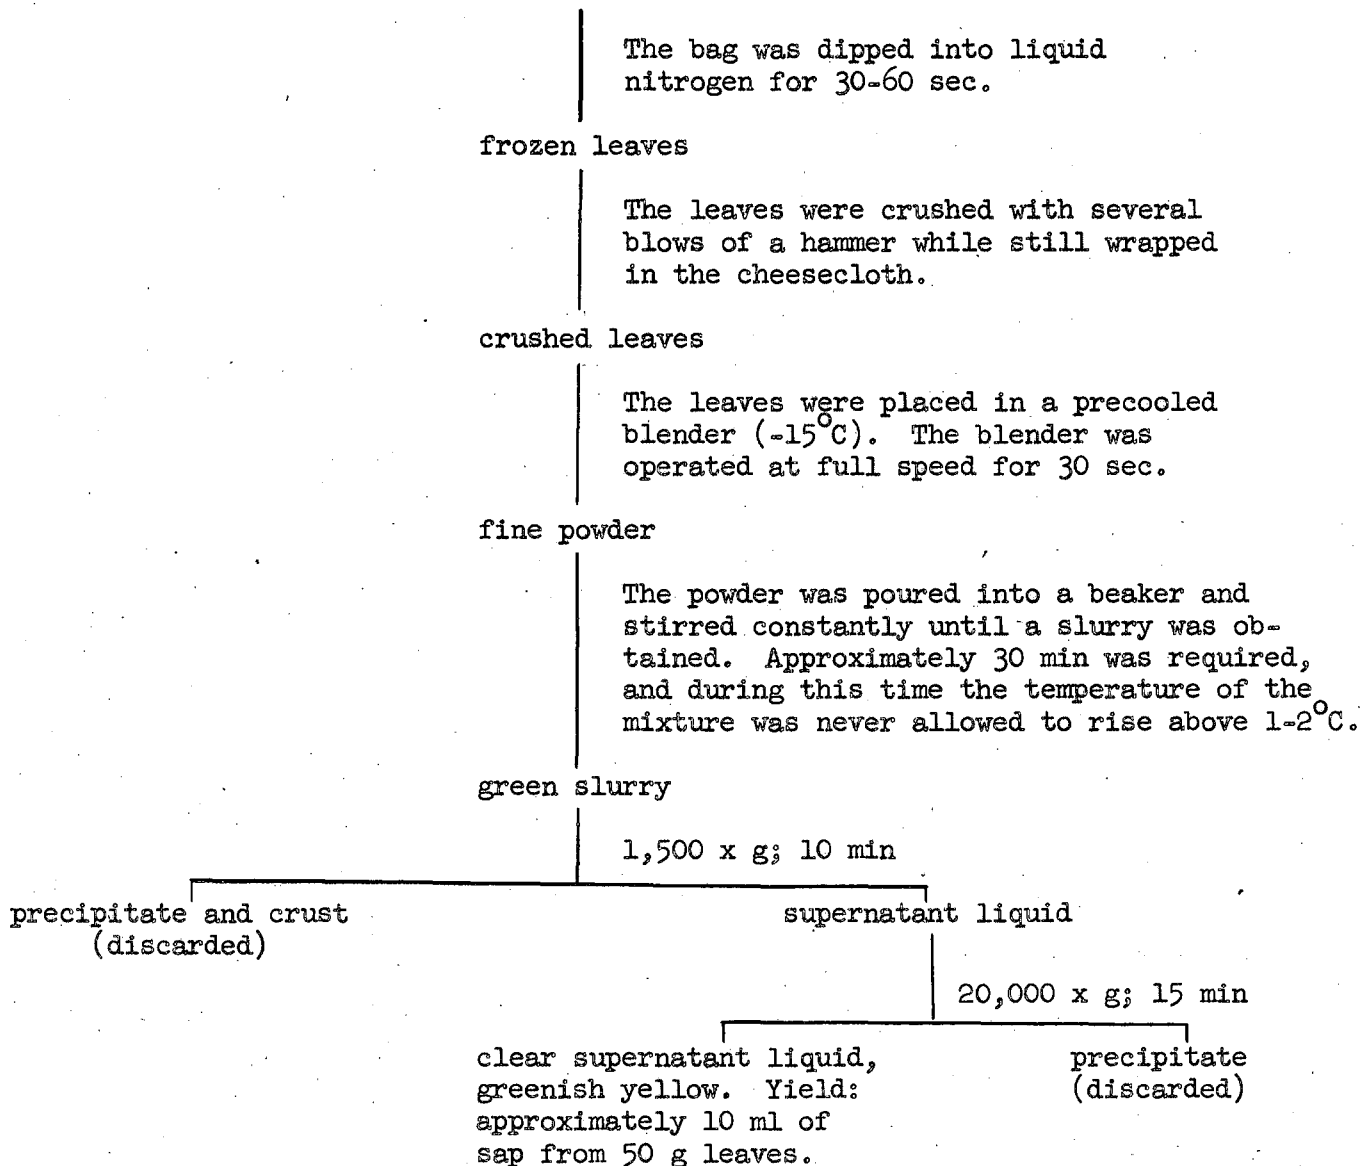 The bag was dipped into liquid
nitrogen for 30-60 sec.
frozen leaves
The leaves were crushed with several
blows of a hammer while still wrapped
in the cheesecloth.
crushed leaves
The leaves were placed in a precooled
blender (-15°C). The blender was
operated at full speed for 30 sec.
fine powder
The powder was poured into a beaker and
stirred constantly until a slurry was ob-
tained. Approximately 30 min was required,
and during this time the temperature of the
mixture was never allowed to rise above 1-2°C.
green slurry
1,500 x g; 10 min
precipitate and crust
(discarded)
supernatant liquid
20,000 x g; 15 min
clear supernatant liquid,
greenish yellow. Yield:
approximately 10 ml of
sap from 50 g leaves.
precipitate
(discarded)